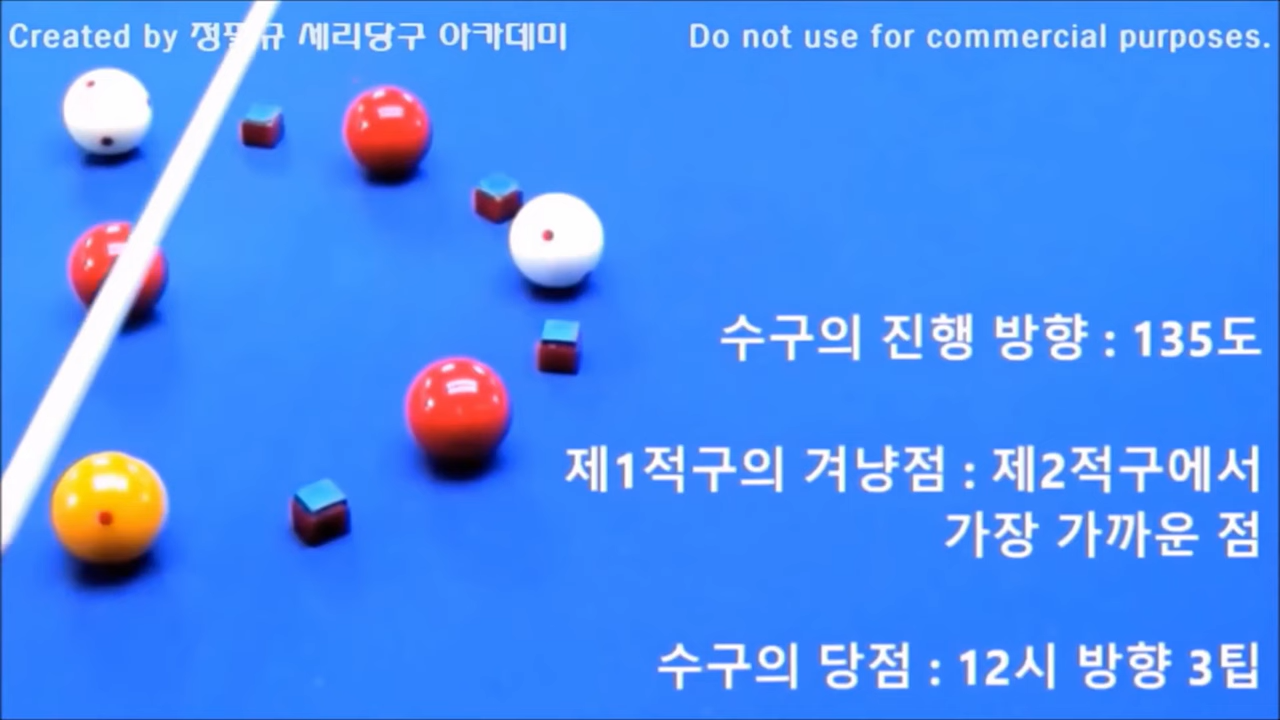 Created by 정필규 세리당구 아카데미
Do not use for commercial purposes.
수구의 진행 방향 : 135도
제1적구의 겨냥점 : 제2적구에서
가장 가까운 점
수구의 당점 : 12시 방향 3팁